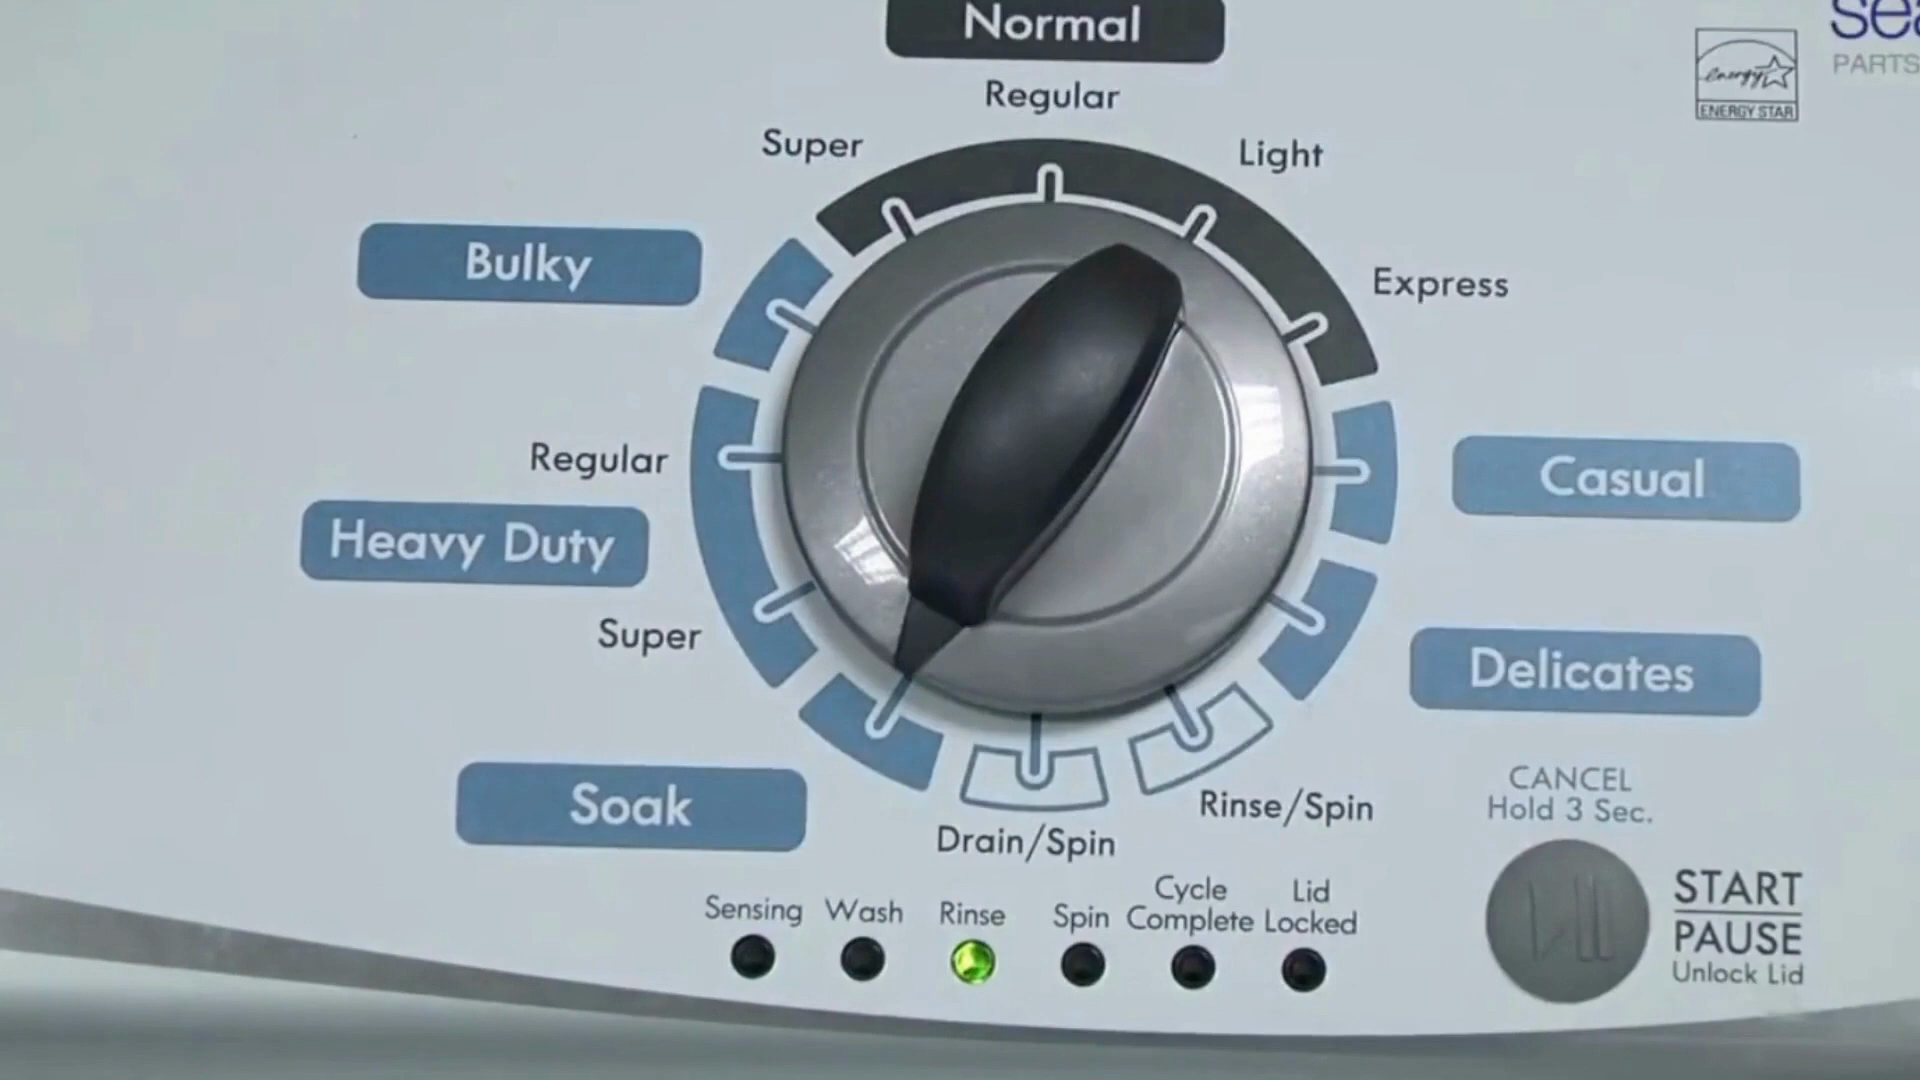 Normal
PARTS
energy
ENERGY STAR
Regular
Super
Light
Bulky
Express
Regular
Casual
Heavy Duty
Super
Delicates
Soak
CANCEL
Hold 3 Sec.
Rinse/Spin
Drain/Spin
Sensing
Wash
Rinse
Spin
Cycle
Complete
Lid
Locked
START
PAUSE
Unlock Lid